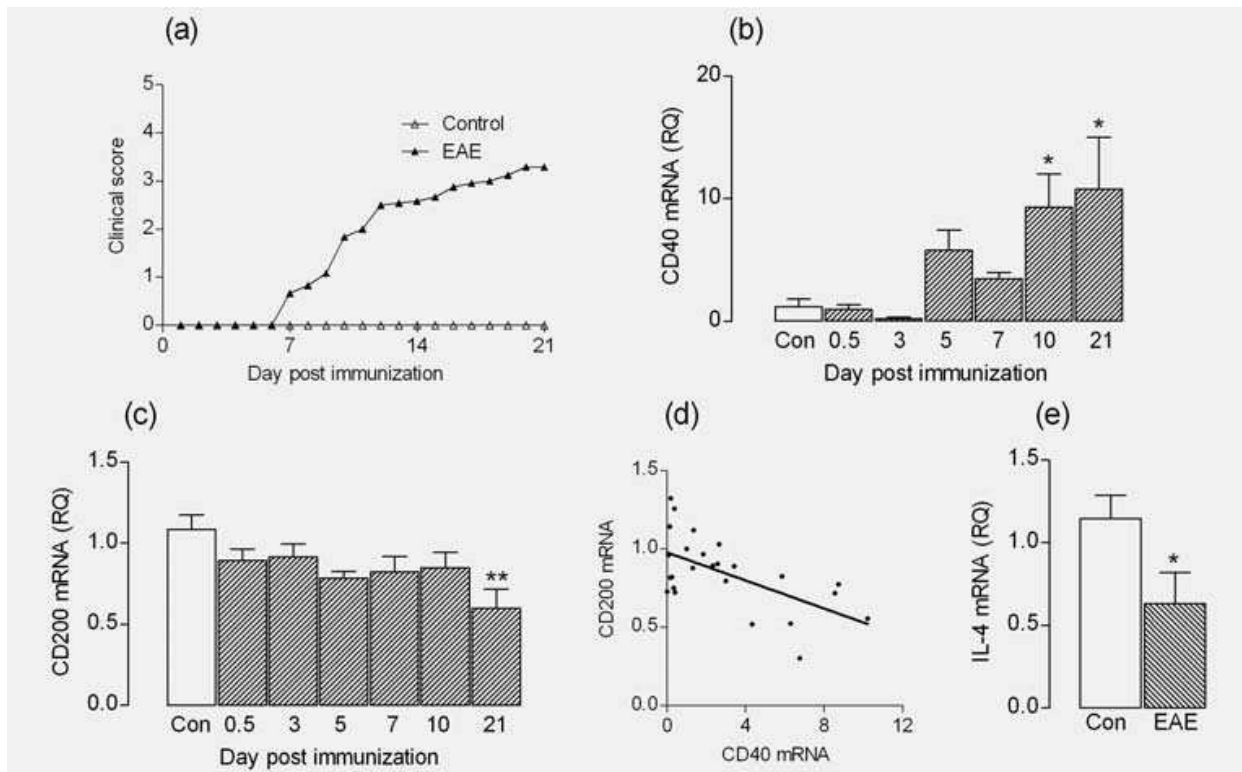 (a)
Clinical score
5
4
3
2
1
0
Control
EAE
0 7 14 21
Day post immunization
(b)
CD40 mRNA (RQ)
20
10
0
* *
Con 0.5 3 5 7 10 21
Day post immunization
(c)
CD200 mRNA (RQ)
1.5
1.0
0.5
0.0
**
Con 0.5 3 5 7 10 21
Day post immunization
(d)
CD200 mRNA
1.5
1.0
0.5
0.0
0 4 8 12
CD40 mRNA
(e)
IL-4 mRNA (RQ)
1.5
1.0
0.5
0.0
*
Con EAE